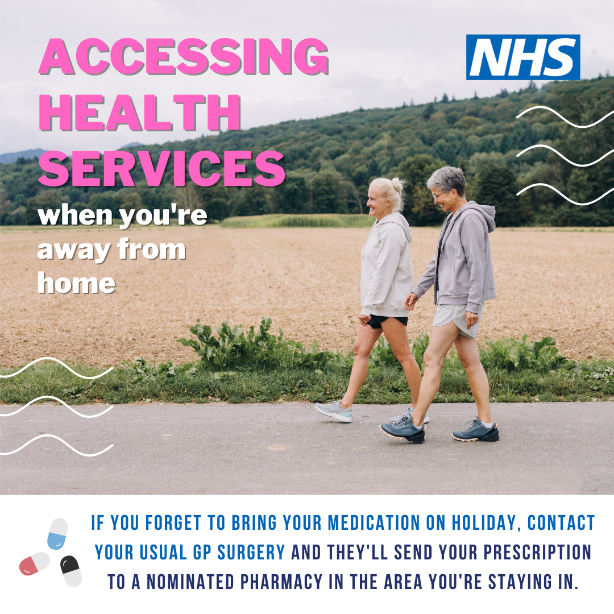 ACCESSING
HEALTH
SERVICES
NHS
when you're
away from
home
IF YOU FORGET TO BRING YOUR MEDICATION ON HOLIDAY, CONTACT
YOUR USUAL GP SURGERY AND THEY'LL SEND YOUR PRESCRIPTION
TO A NOMINATED PHARMACY IN THE AREA YOU'RE STAYING IN.